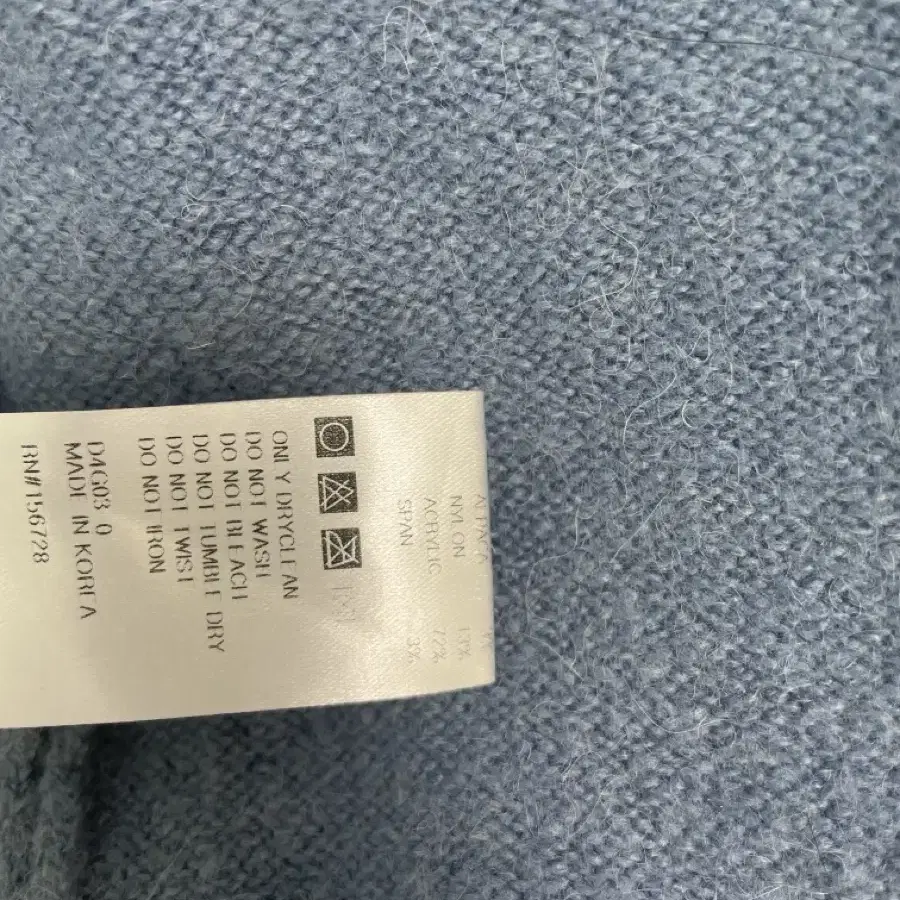 ALPACA
NYLON 13%
ACRYLIC 72%
SPAN 3%
ONLY DRYCLEAN
DO NOT WASH
DO NOT BLEACH
DO NOT TUMBLE DRY
DO NOT TWIST
DO NOT IRON
D4G03 0
MADE IN KOREA
RN#156728